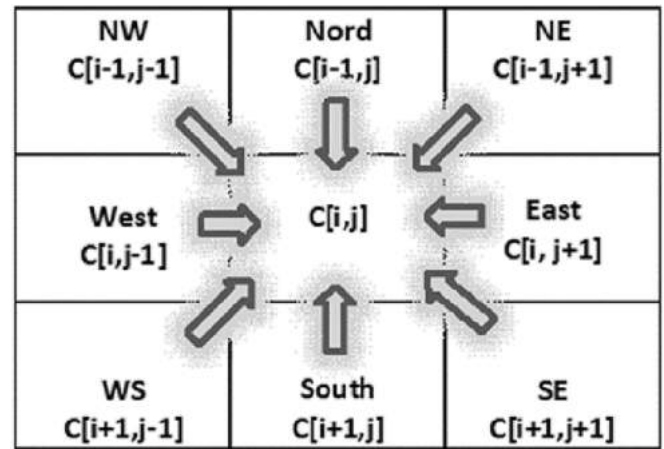 NW
C[i-1,j-1]
Nord
C[i-1,j]
NE
C[i-1,j+1]
West
C[i,j-1]
C[i,j]
East
C[i, j+1]
WS
C[i+1,j-1]
South
C[i+1,j]
SE
C[i+1,j+1]